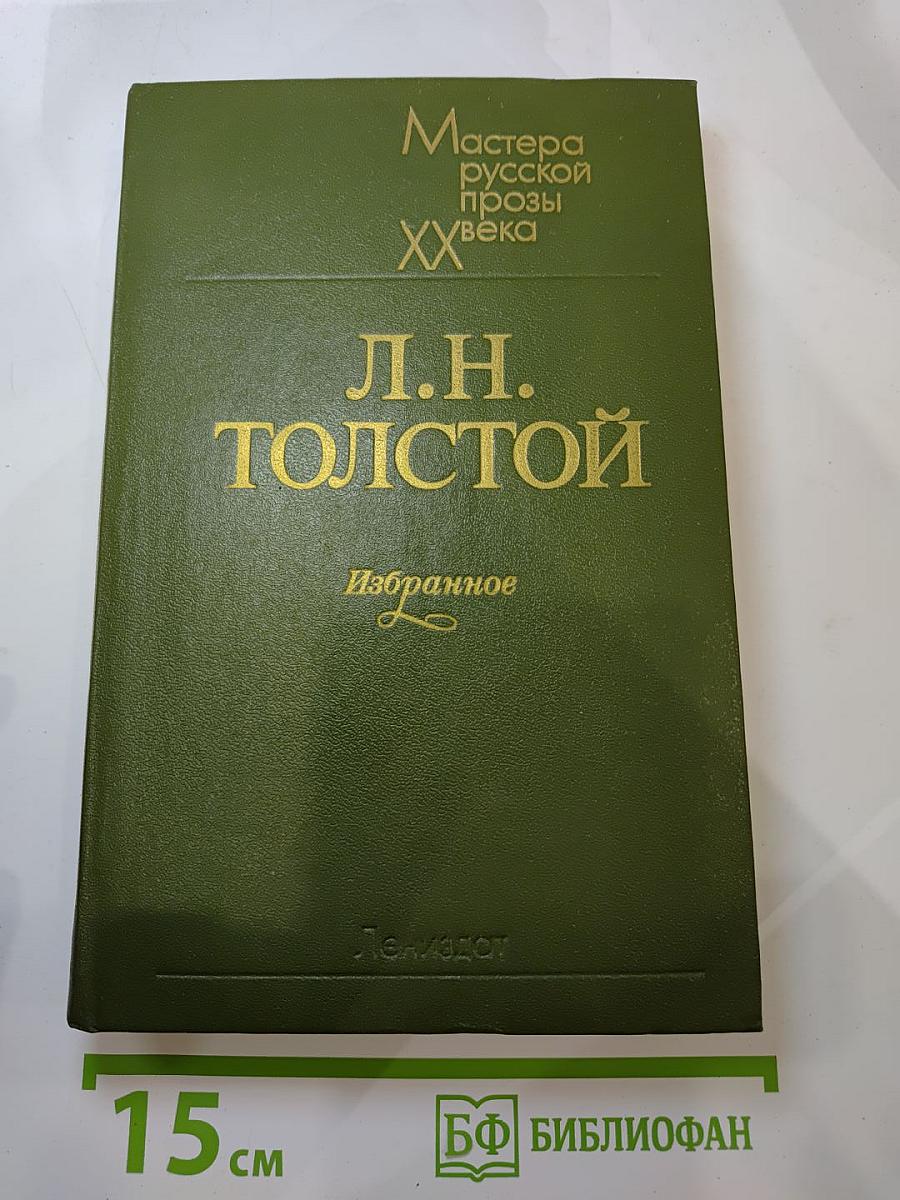 Мастера
русской
прозы
XX века
Л.Н.
ТОЛСТОЙ
Избранное
Лениздат
15 см
БФ БИБЛИОФАН